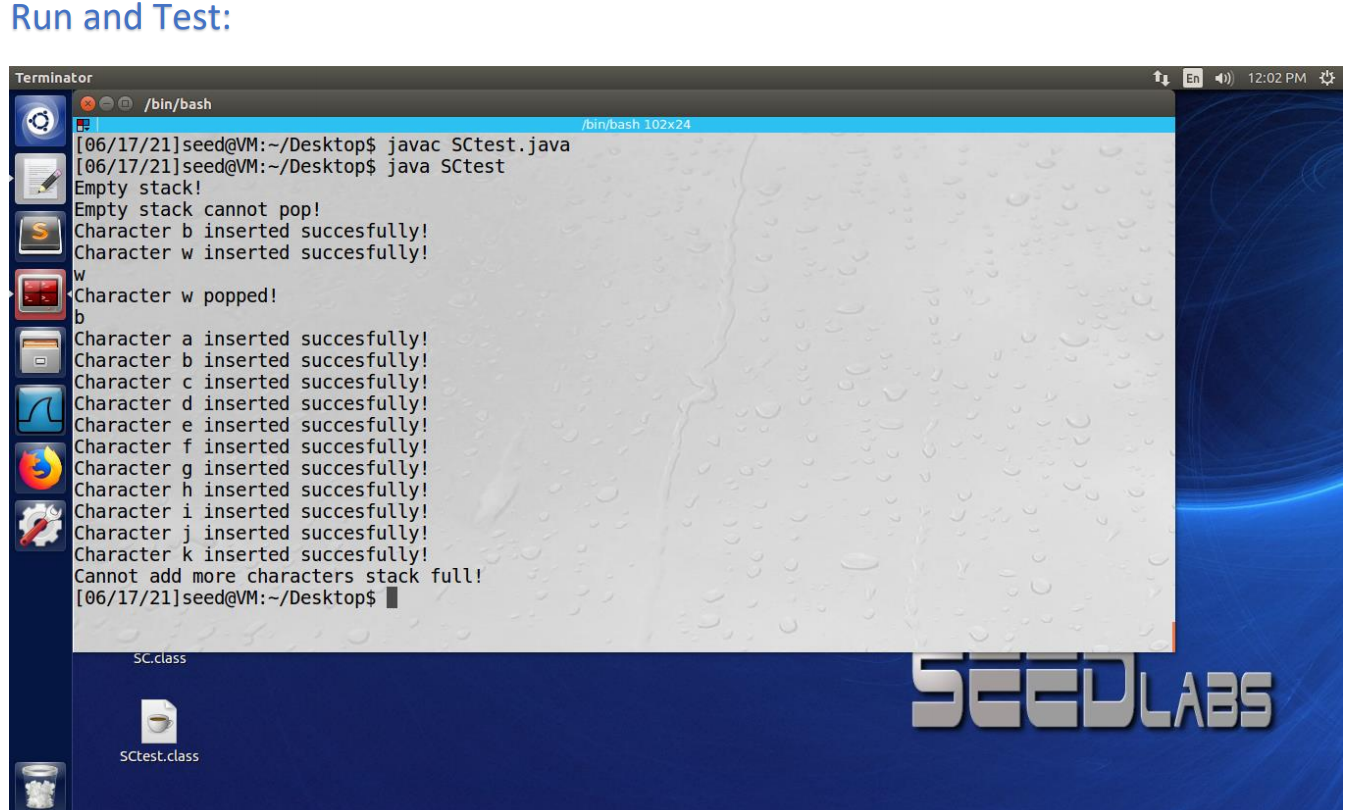 Run and Test:
Terminator
En
12:02 PM
/bin/bash
/bin/bash 102x24
[06/17/21]seed@VM:~/Desktop$ javac SCtest.java
[06/17/21]seed@VM:~/Desktop$ java SCtest
Empty stack!
Empty stack cannot pop!
Character b inserted succesfully!
Character w inserted succesfully!
w
Character w popped!
b
Character a inserted succesfully!
Character b inserted succesfully!
Character c inserted succesfully!
Character d inserted succesfully!
Character e inserted succesfully!
Character f inserted succesfully!
Character g inserted succesfully!
Character h inserted succesfully!
Character i inserted succesfully!
Character j inserted succesfully!
Character k inserted succesfully!
Cannot add more characters stack full!
[06/17/21]seed@VM:~/Desktop$
SC.class
SEEDLABS
SCtest.class